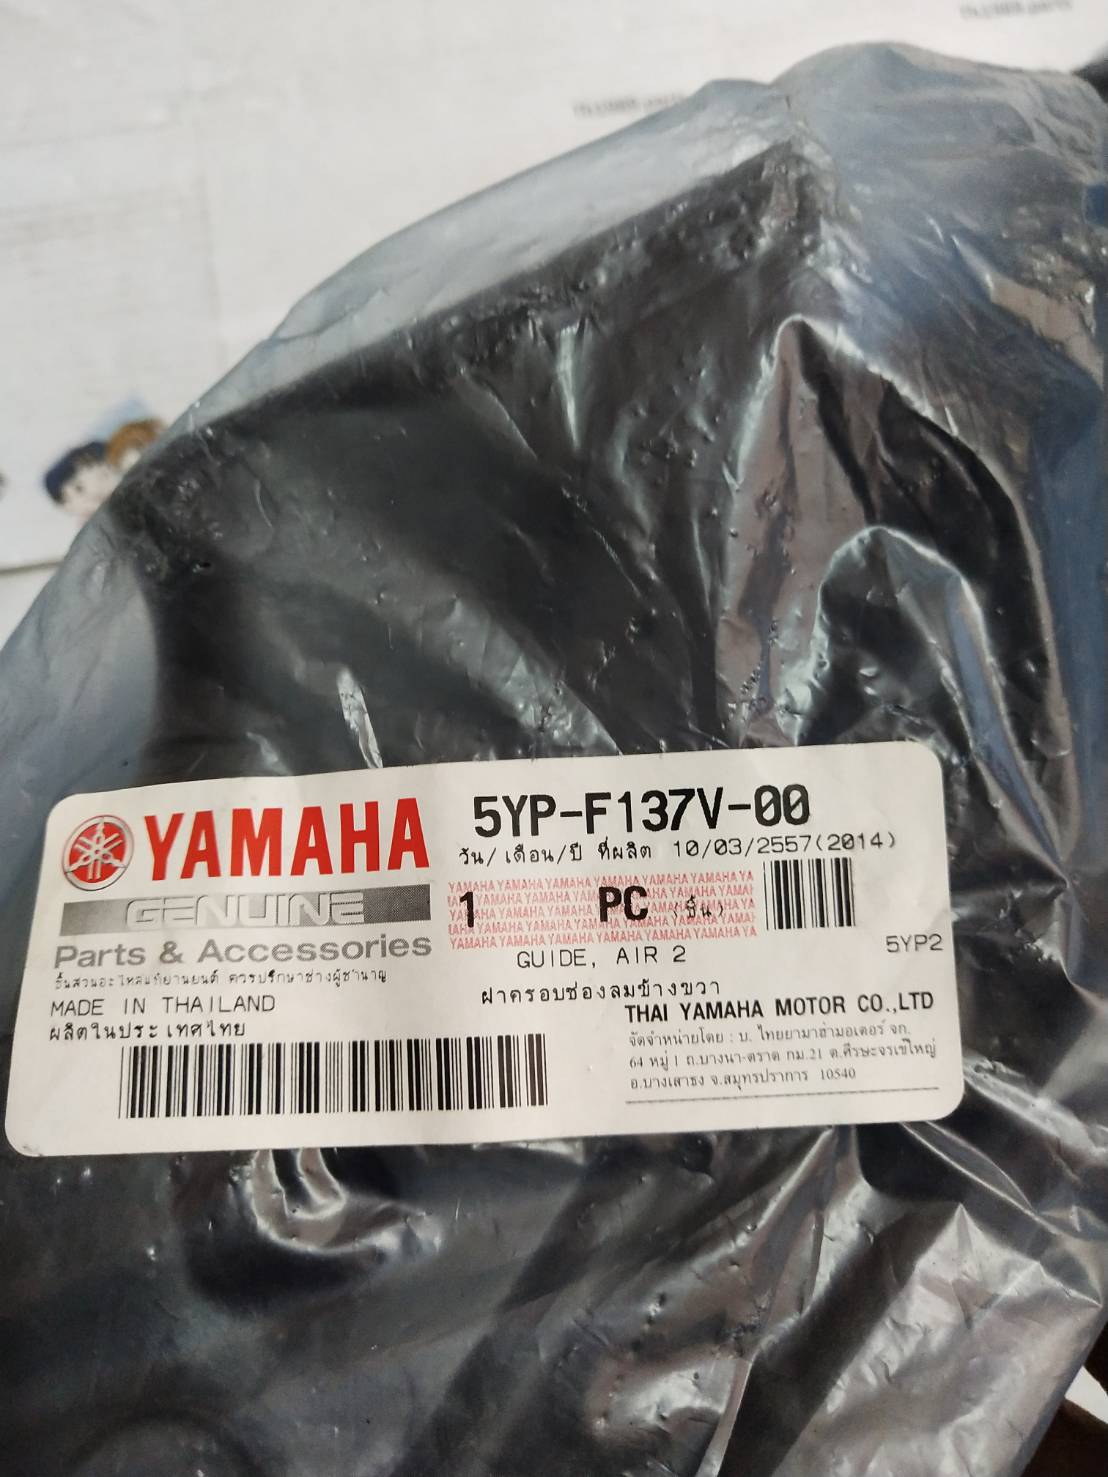 YAMAHA
GENUINE
Parts & Accessories
ชิ้นส่วนอะไหล่แท้ยานยนต์ ควรปรึกษาช่างผู้ชำนาญ
MADE IN THAILAND
ผลิตในประเทศไทย
5YP-F137V-00
วัน/เดือน/ปี ที่ผลิต 10/03/2557(2014)
1 PC (ชิ้น)
YAMAHA YAMAHA YAMAHA YAMAHA YAMAHA YAMAHA YA
GUIDE, AIR 2
5YP2
ฝาครอบช่องลมข้างขวา
THAI YAMAHA MOTOR CO.,LTD
จัดจำหน่ายโดย : บ. ไทยยามาฮ่ามอเตอร์ จก.
64 หมู่ 1 ถ.บางนา-ตราด กม.21 ต.ศีรษะจรเข้ใหญ่
อ.บางเสาธง จ.สมุทรปราการ 10540